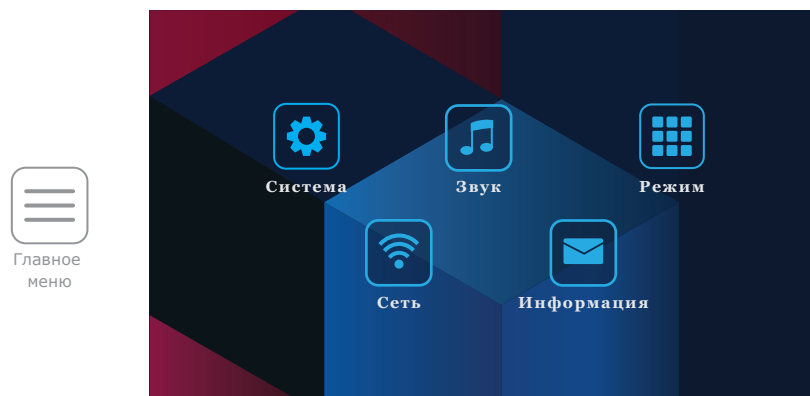 Система
Звук
Режим
Главное
меню
Сеть
Информация